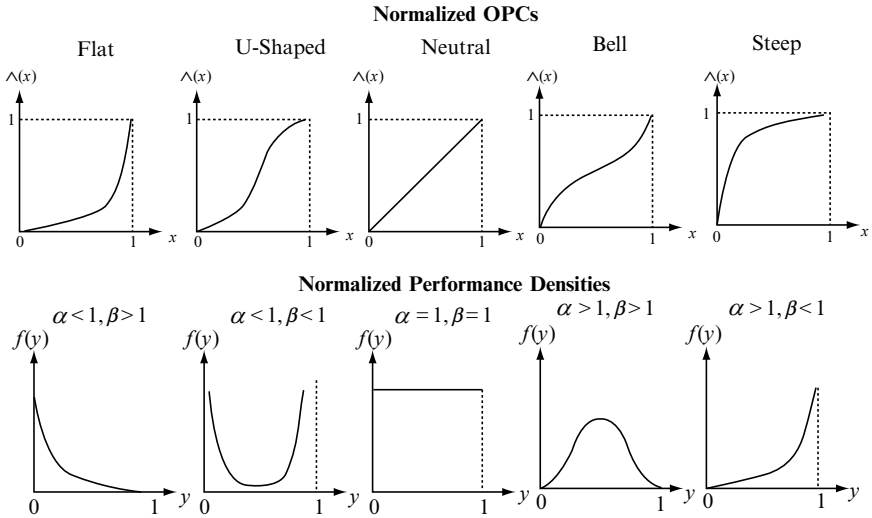 Normalized OPCs
Flat U-Shaped Neutral Bell Steep
∧(x) ∧(x) ∧(x) ∧(x) ∧(x)
1 1 1 1 1
0 1 x 0 1 x 0 1 x 0 1 x 0 1 x
Normalized Performance Densities
α<1, β>1 α<1, β<1 α=1, β=1 α>1, β>1 α>1, β<1
f(y) f(y) f(y) f(y) f(y)
0 1 y 0 1 y 0 1 y 0 1 y 0 1 y